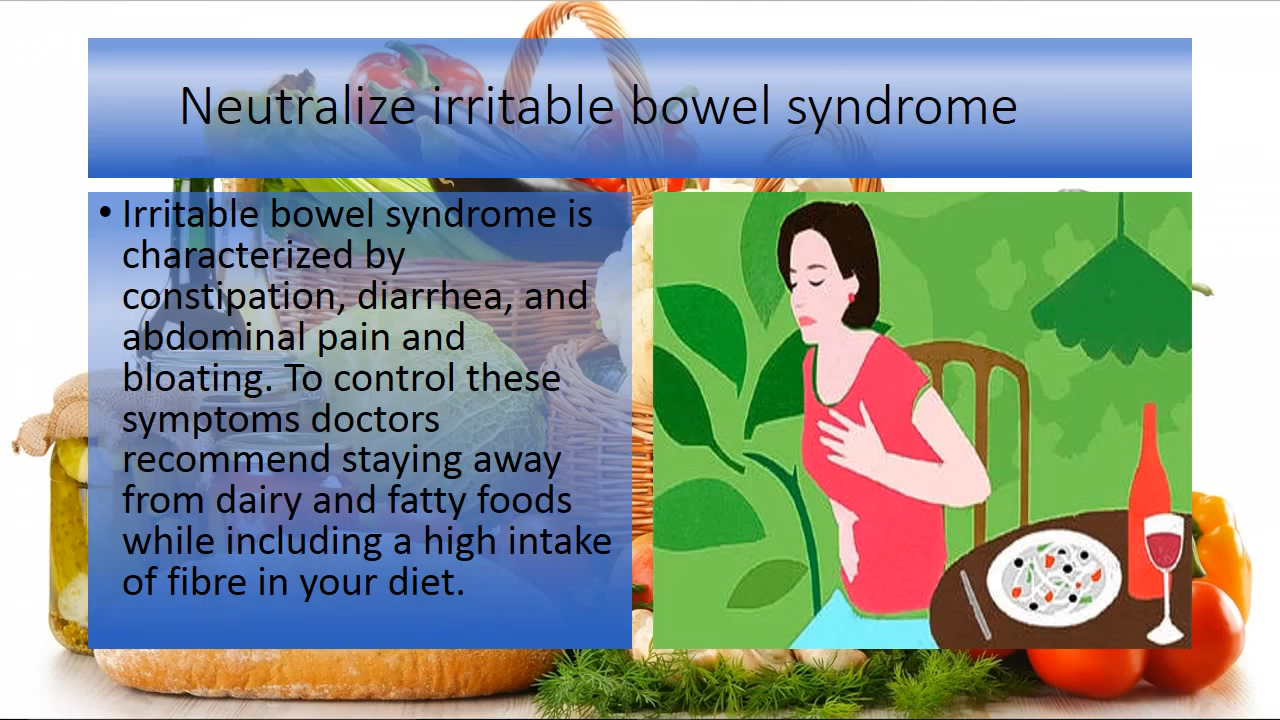 Neutralize irritable bowel syndrome
• Irritable bowel syndrome is
characterized by
constipation, diarrhea, and
abdominal pain and
bloating. To control these
symptoms doctors
recommend staying away
from dairy and fatty foods
while including a high intake
of fibre in your diet.